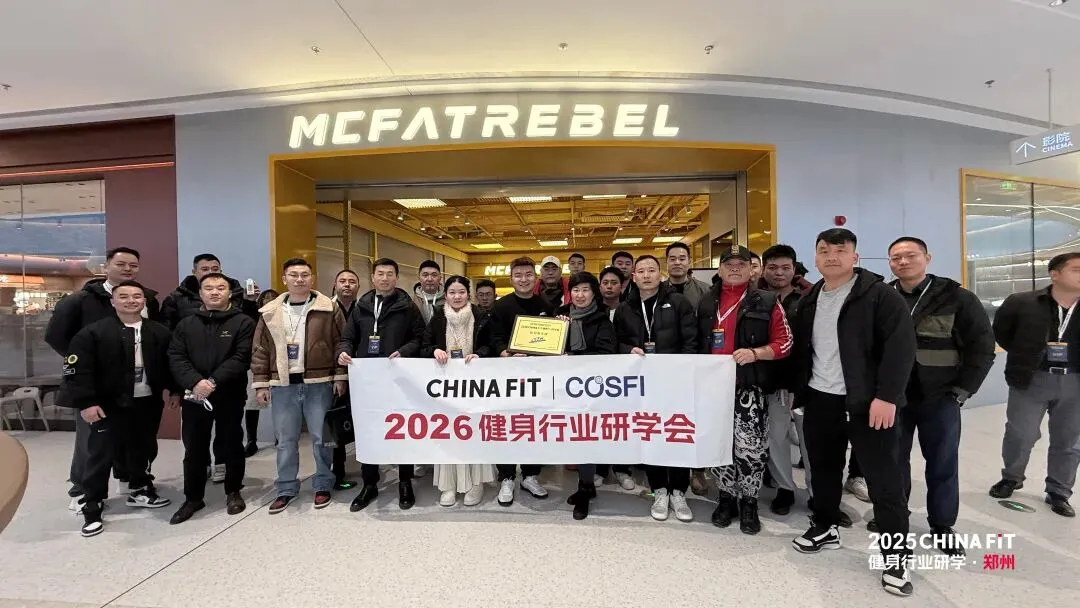 MCFATREBEL
影院
CINEMA
MCFATREBEL
CHINA FIT | COSFI
2026 健身行业研学会
2025 CHINA FIT
健身行业研学·郑州